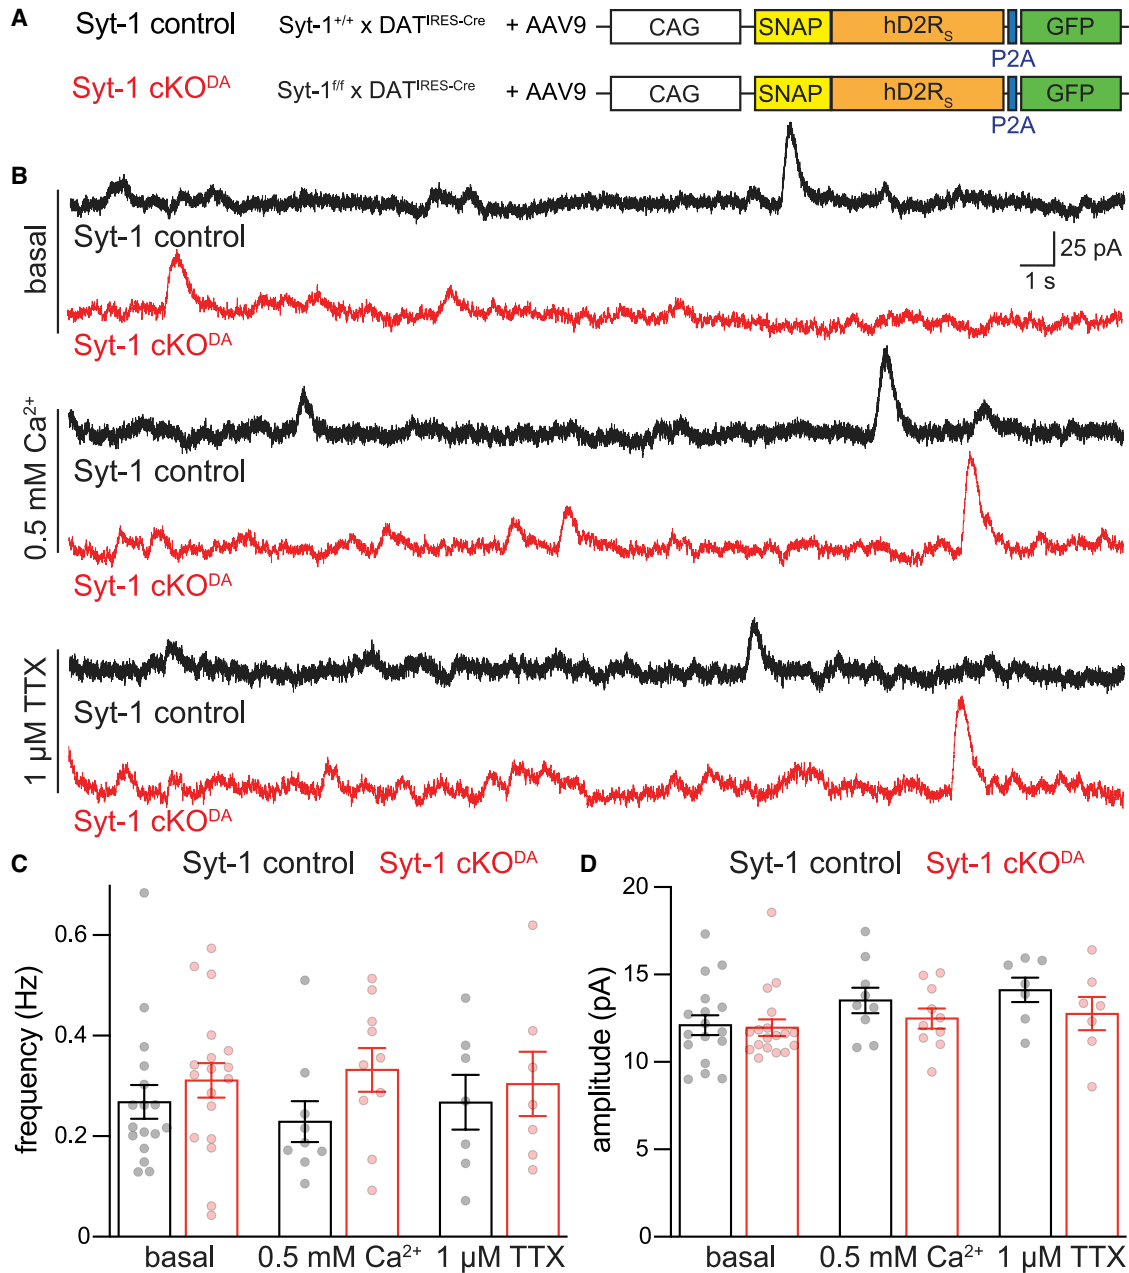 A
Syt-1 control
Syt-1+/+ x DATIRES-Cre
+ AAV9
CAG
SNAP
hD2RS
GFP
P2A
Syt-1 cKODA
Syt-1f/f x DATIRES-Cre
+ AAV9
CAG
SNAP
hD2RS
GFP
P2A
B
basal
Syt-1 control
25 pA
1 s
Syt-1 cKODA
0.5 mM Ca2+
Syt-1 control
Syt-1 cKODA
1 µM TTX
Syt-1 control
Syt-1 cKODA
C
Syt-1 control Syt-1 cKODA
frequency (Hz)
0.6
0.4
0.2
0
basal
0.5 mM Ca2+
1 µM TTX
D
Syt-1 control Syt-1 cKODA
amplitude (pA)
20
15
10
5
0
basal
0.5 mM Ca2+
1 µM TTX